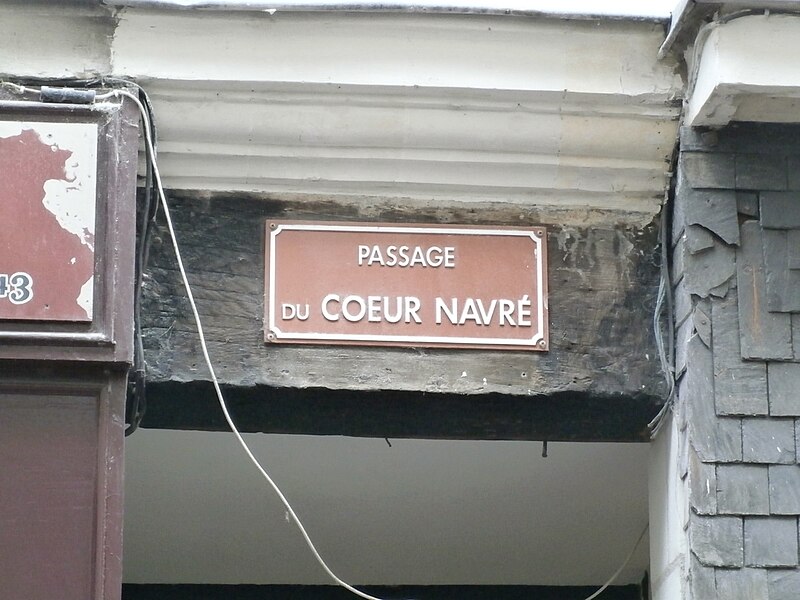 PASSAGE
DU COEUR NAVRÉ
43